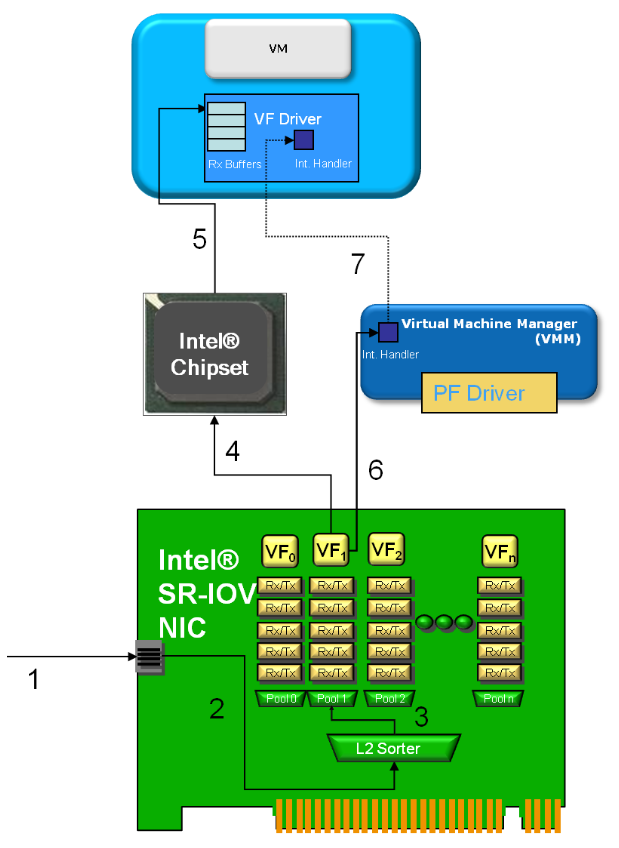 VM
VF Driver
Rx Buffers
Int. Handler
5
7
Intel®
Chipset
Virtual Machine Manager
(VMM)
Int. Handler
PF Driver
4
6
Intel®
SR-IOV
NIC
VF0 VF1 VF2 VFn
Rx/Tx Rx/Tx Rx/Tx Rx/Tx
Rx/Tx Rx/Tx Rx/Tx Rx/Tx
Rx/Tx Rx/Tx Rx/Tx Rx/Tx
Rx/Tx Rx/Tx Rx/Tx Rx/Tx
Rx/Tx Rx/Tx Rx/Tx Rx/Tx
Pool 0 Pool 1 Pool 2 Pool n
1
2
3
L2 Sorter